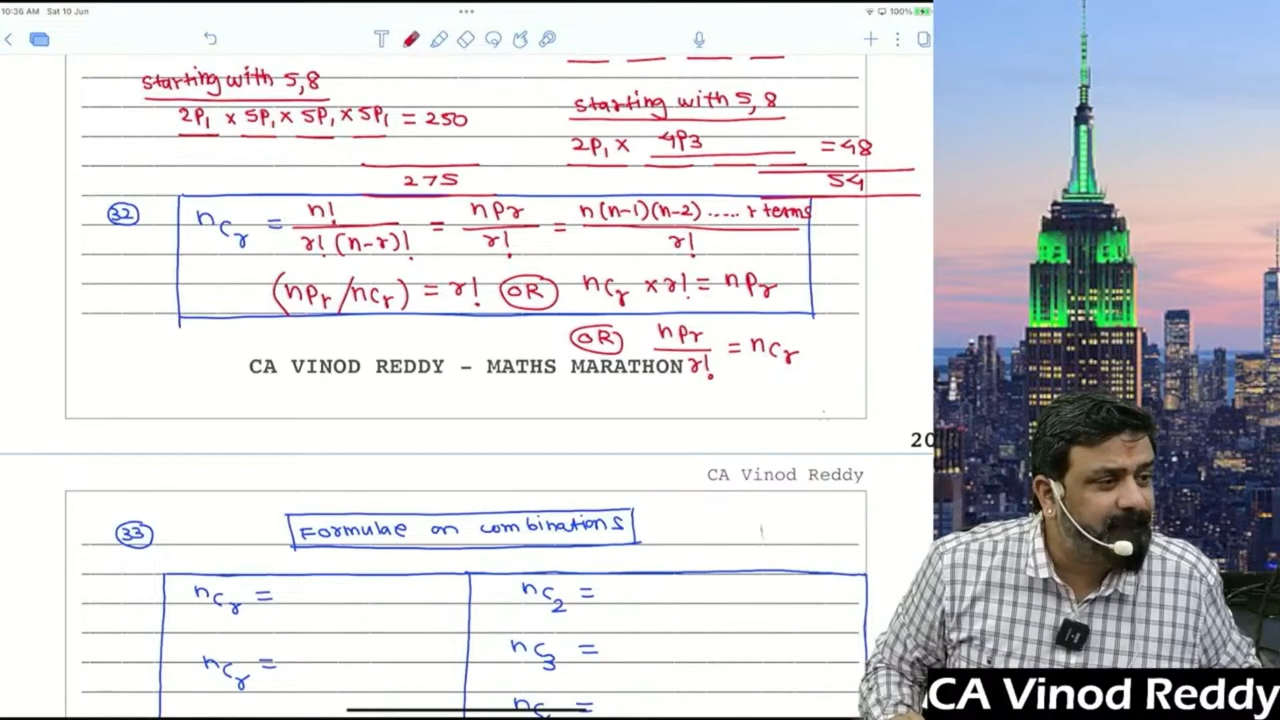 10:36 AM Sat 10 Jun
100%
T
starting with 5,8
2P₁ × 5P₁ × 5P₁ × 5P₁ = 250
275
starting with 5,8
2P₁ × 4P3 = 48
54
32
nCr = n! / r! (n-r)! = nPr / r! = n(n-1)(n-2) ..... r terms / r!
(nPr / nCr) = r! OR nCr × r! = nPr
OR nPr / r! = nCr
CA VINOD REDDY - MATHS MARATHON
20
CA Vinod Reddy
33 Formulae on combinations
nCr = nC2 =
nCr = nC3 =
CA Vinod Reddy